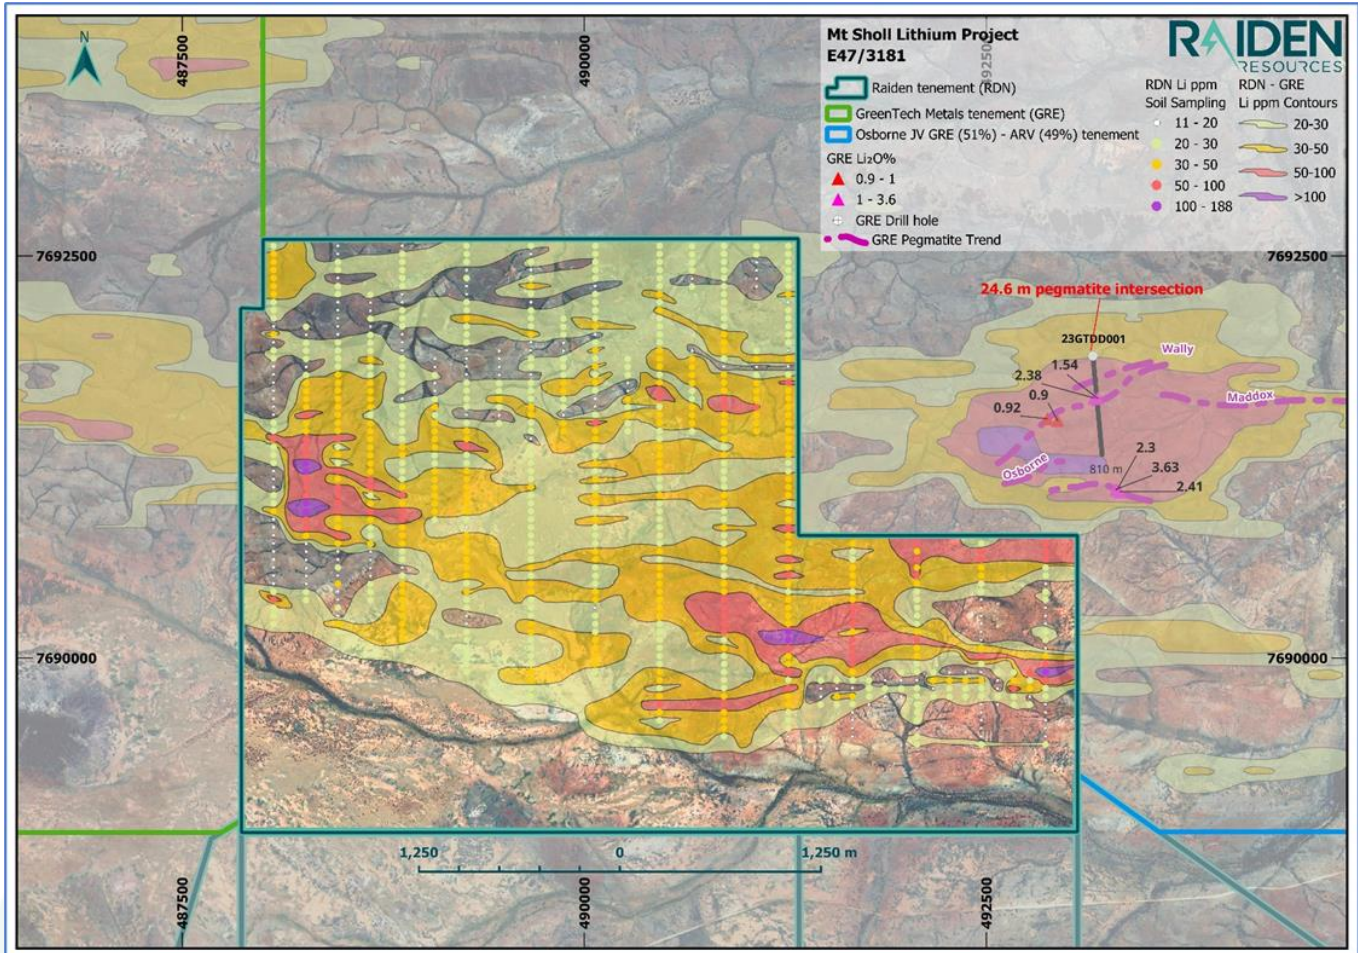 N
487500
490000
492500
Mt Sholl Lithium Project
E47/3181
RAIDEN
RESOURCES
Raiden tenement (RDN)
GreenTech Metals tenement (GRE)
Osborne JV GRE (51%) - ARV (49%) tenement
GRE Li₂O%
0.9 - 1
1 - 3.6
GRE Drill hole
GRE Pegmatite Trend
RDN Li ppm
Soil Sampling
11 - 20
20 - 30
30 - 50
50 - 100
100 - 188
RDN - GRE
Li ppm Contours
20-30
30-50
50-100
>100
7692500
7692500
24.6 m pegmatite intersection
23GTDD001
Wally
1.54
2.38
0.9
0.92
Maddox
Osborne
810 m
2.3
3.63
2.41
7690000
7690000
1,250
0
1,250 m
487500
490000
492500